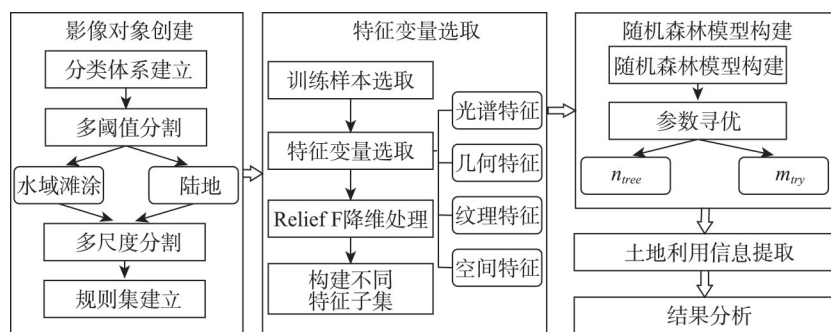 影像对象创建
分类体系建立
多阈值分割
水域滩涂
陆地
多尺度分割
规则集建立
特征变量选取
训练样本选取
特征变量选取
Relief F降维处理
构建不同
特征子集
光谱特征
几何特征
纹理特征
空间特征
随机森林模型构建
随机森林模型构建
参数寻优
n_tree
m_try
土地利用信息提取
结果分析